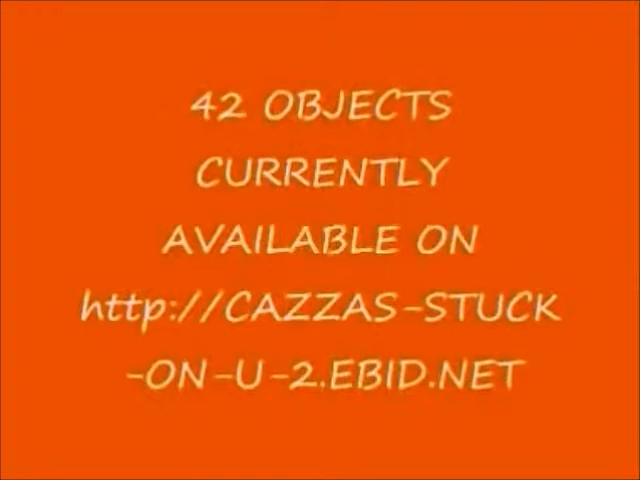 42 OBJECTS
CURRENTLY
AVAILABLE ON
http://CAZZAS-STUCK
-ON-U-2.EBID.NET